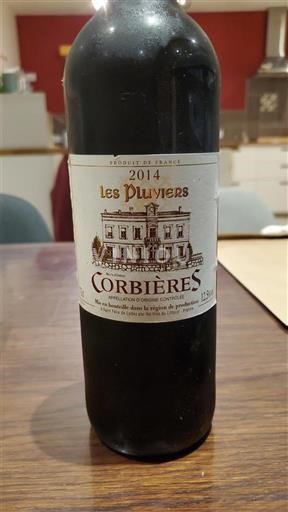 PRODUIT DE FRANCE
2014
LES PLUVIERS
CORBIÈRES
APPELLATION D'ORIGINE CONTRÔLÉE
Mis en bouteille dans la région de production